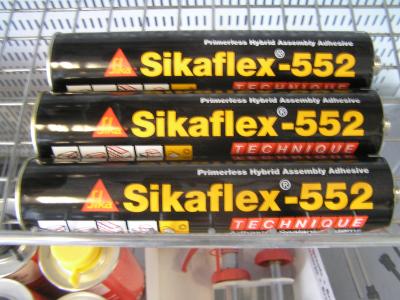 Primerless Hybrid Assembly Adhesive
Sika
Sikaflex®-552
TECHNIQUE
Primerless Hybrid Assembly Adhesive
Sika
Sikaflex®-552
TECHNIQUE
Primerless Hybrid Assembly Adhesive
Sika
Sikaflex®-552
TECHNIQUE